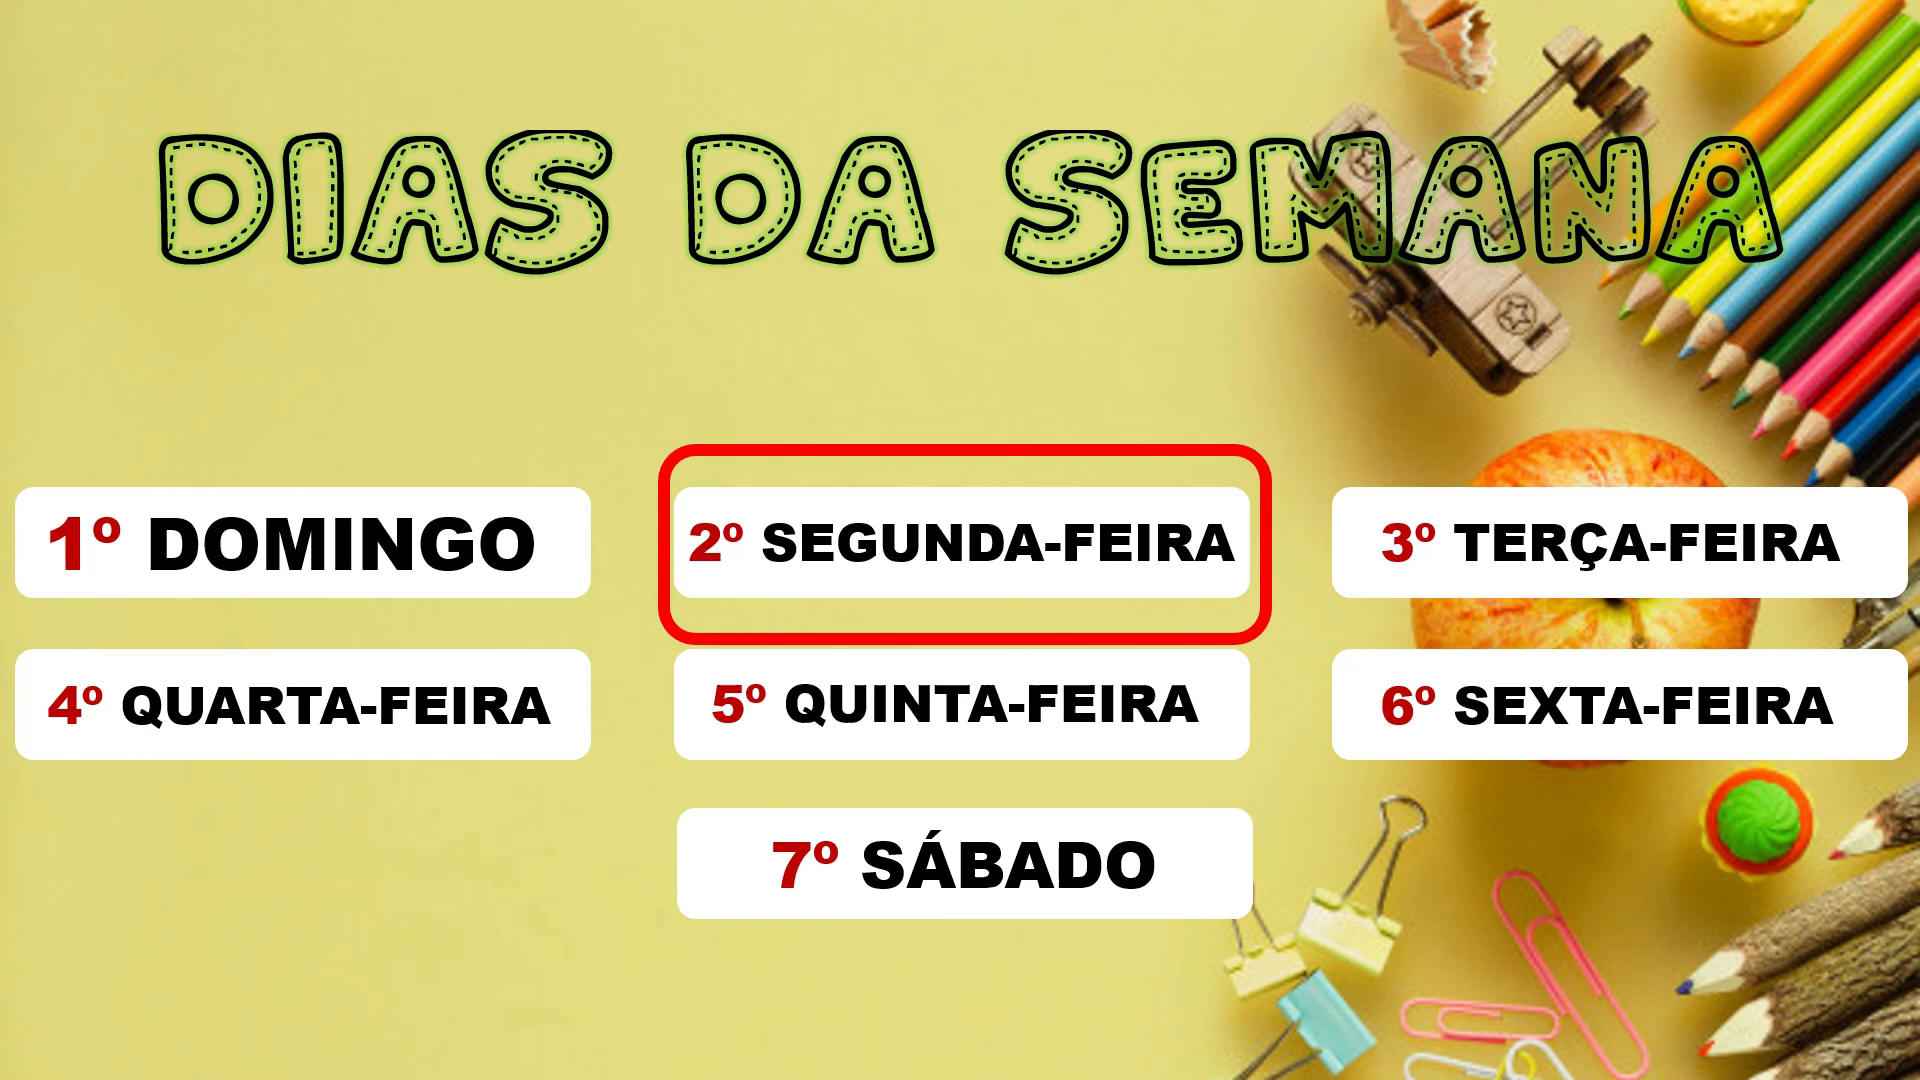 DIAS DA SEMANA
1º DOMINGO
2º SEGUNDA-FEIRA
3º TERÇA-FEIRA
4º QUARTA-FEIRA
5º QUINTA-FEIRA
6º SEXTA-FEIRA
7º SÁBADO